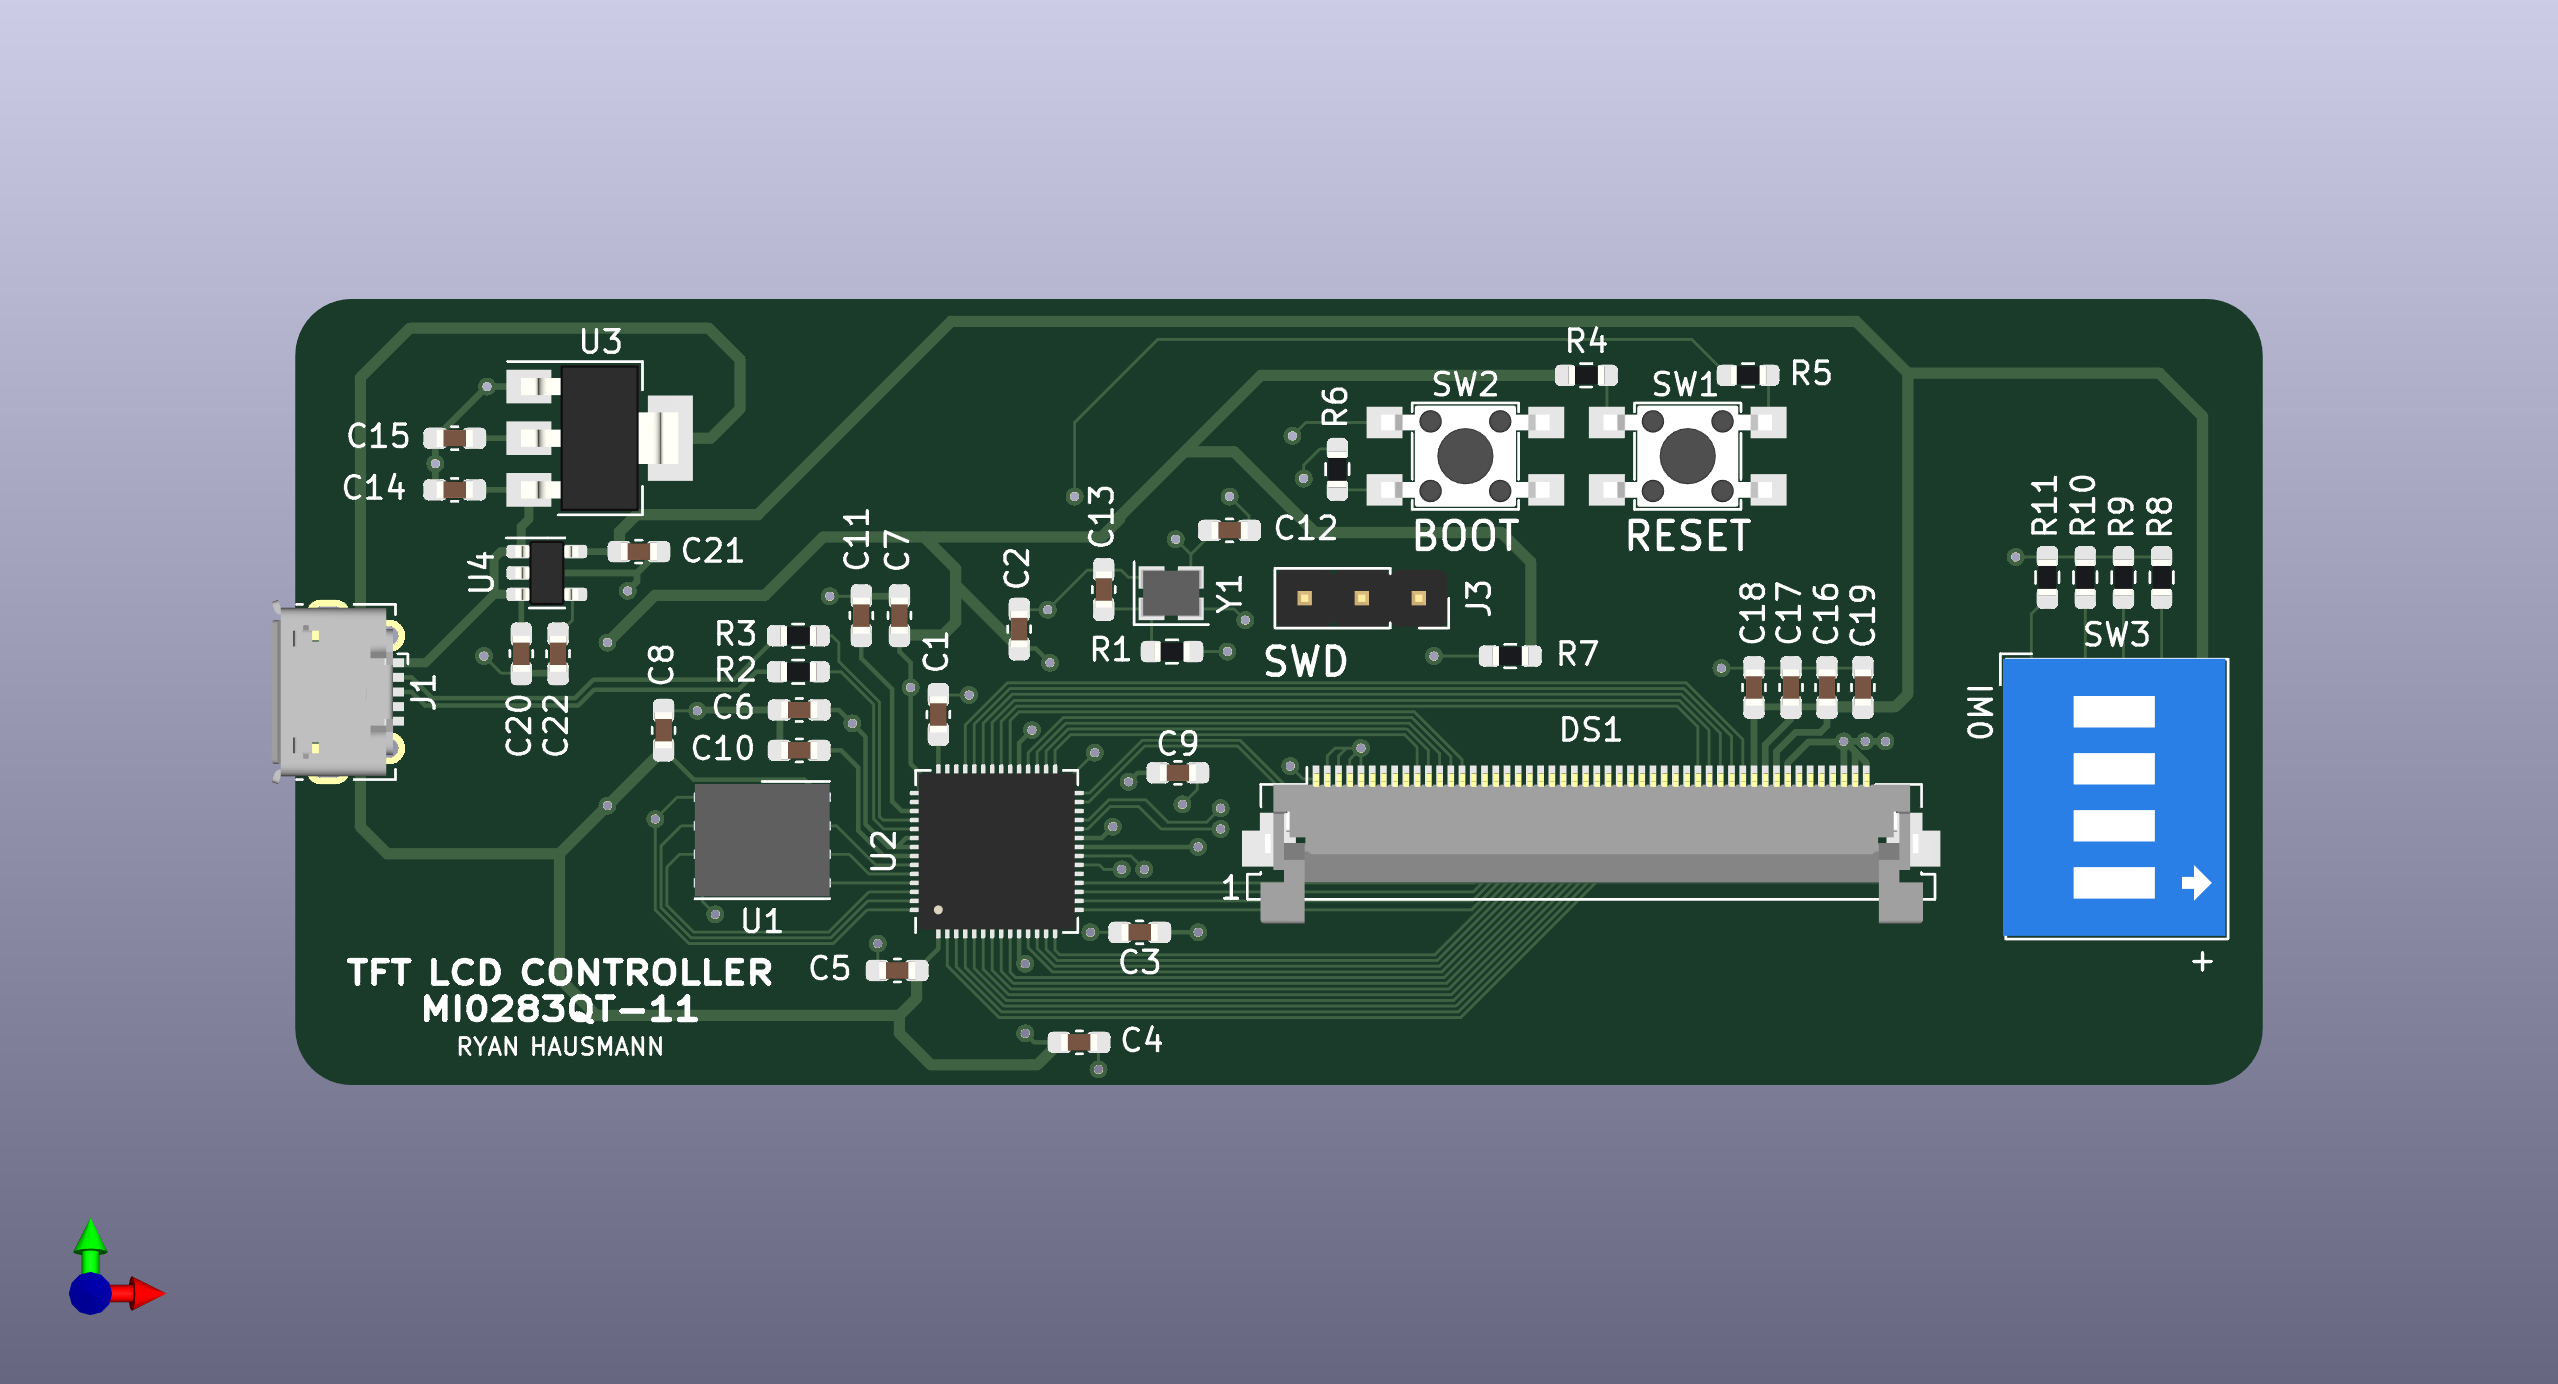 U3
R4
R5
SW2
SW1
R6
C15
C14
C13
C12
BOOT
RESET
R11
R10
R9
R8
C11
C7
C21
U4
C2
Y1
J3
SWD
R7
C18
C17
C16
C19
SW3
R3
R2
R1
C1
C8
J1
C20
C22
C6
C10
C9
DS1
IM0
U2
1
U1
C5
C3
+
TFT LCD CONTROLLER
MI0283QT-11
RYAN HAUSMANN
C4